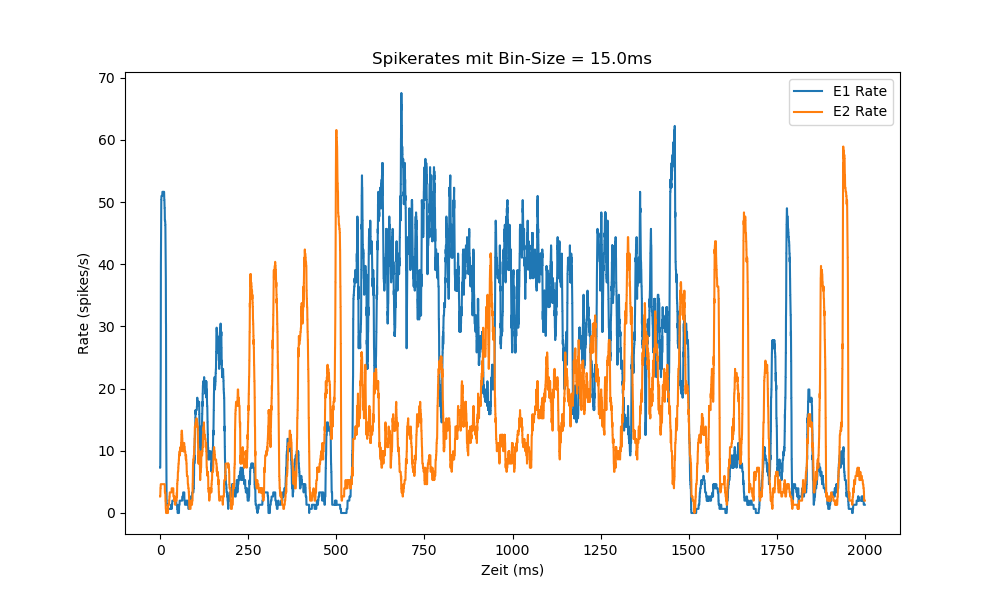 Spikerates mit Bin-Size = 15.0ms
70
60
50
40
30
20
10
0
Rate (spikes/s)
E1 Rate
E2 Rate
0 250 500 750 1000 1250 1500 1750 2000
Zeit (ms)